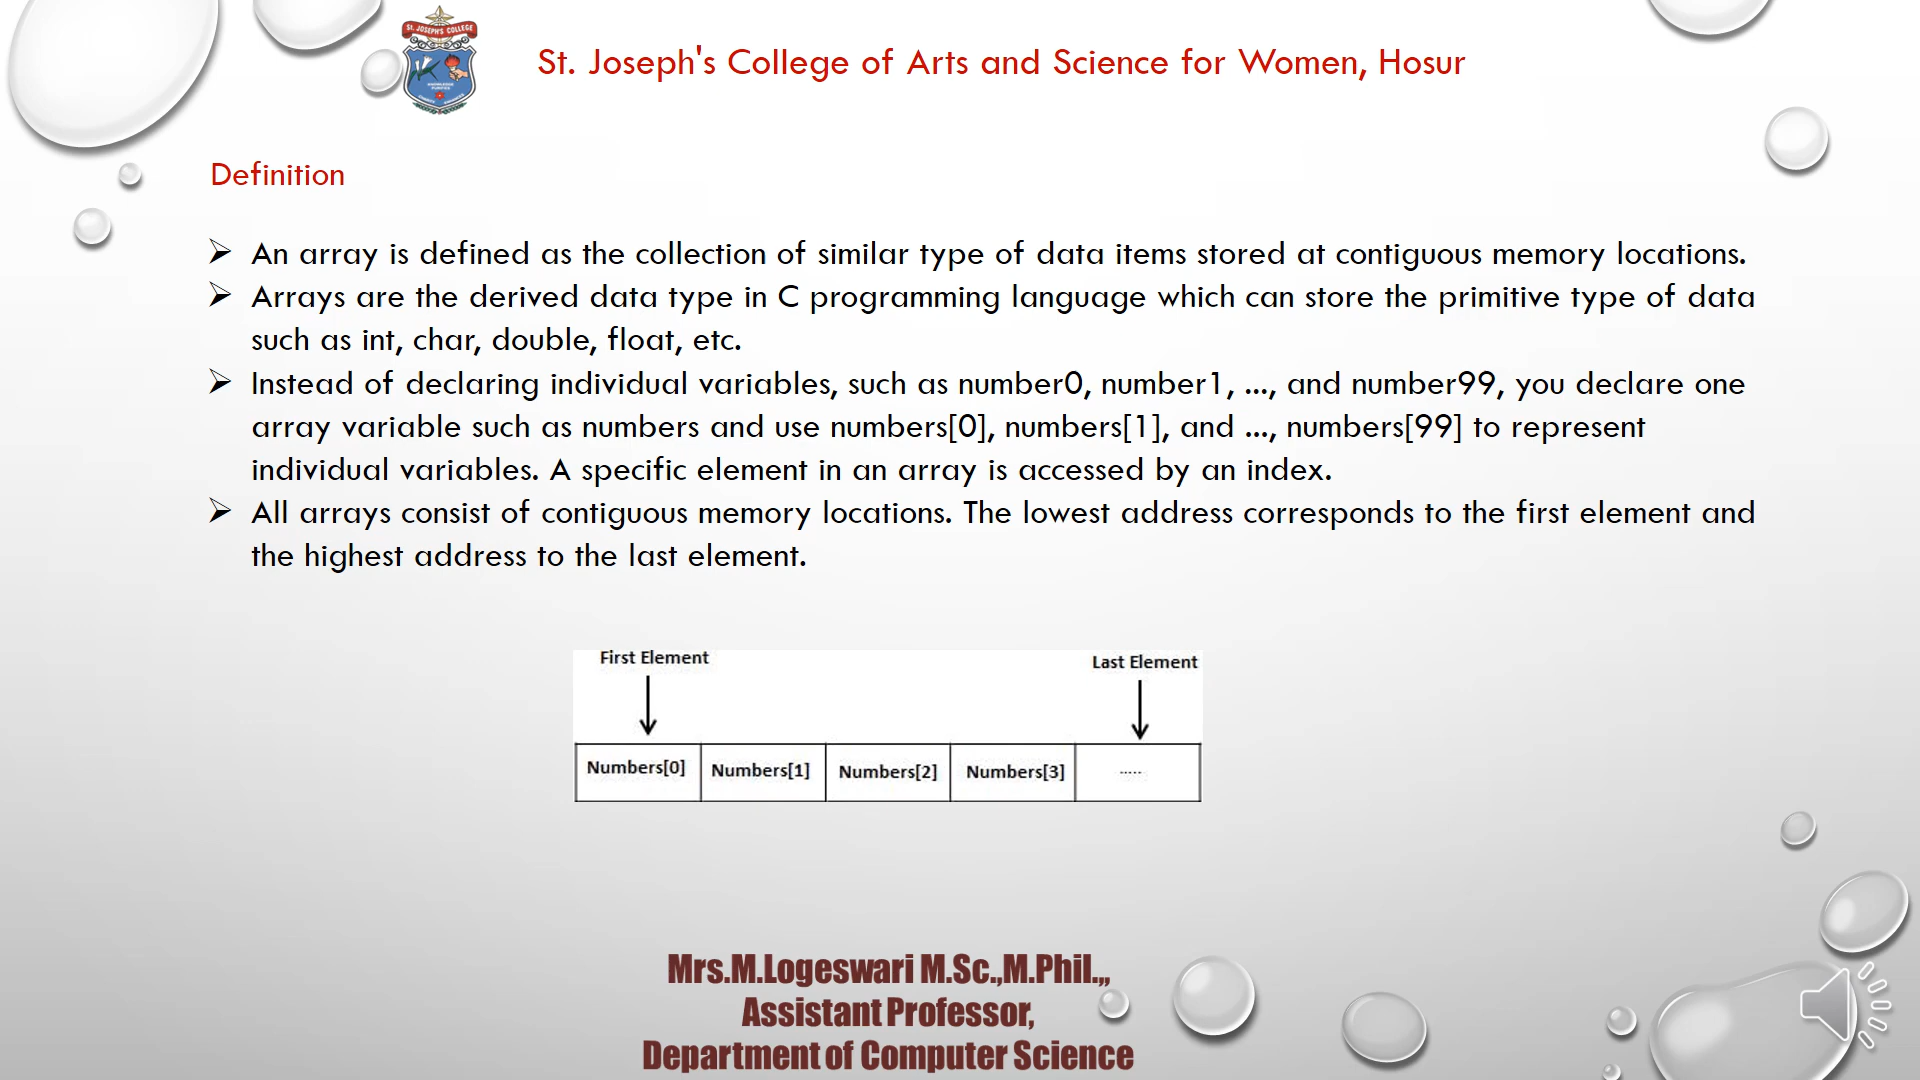 ST. JOSEPH'S COLLEGE
St. Joseph's College of Arts and Science for Women, Hosur
Definition
➢ An array is defined as the collection of similar type of data items stored at contiguous memory locations.
➢ Arrays are the derived data type in C programming language which can store the primitive type of data
such as int, char, double, float, etc.
➢ Instead of declaring individual variables, such as number0, number1, ..., and number99, you declare one
array variable such as numbers and use numbers[0], numbers[1], and ..., numbers[99] to represent
individual variables. A specific element in an array is accessed by an index.
➢ All arrays consist of contiguous memory locations. The lowest address corresponds to the first element and
the highest address to the last element.
First Element Last Element
Numbers[0] Numbers[1] Numbers[2] Numbers[3] .....
Mrs.M.Logeswari M.Sc.,M.Phil.,,
Assistant Professor,
Department of Computer Science